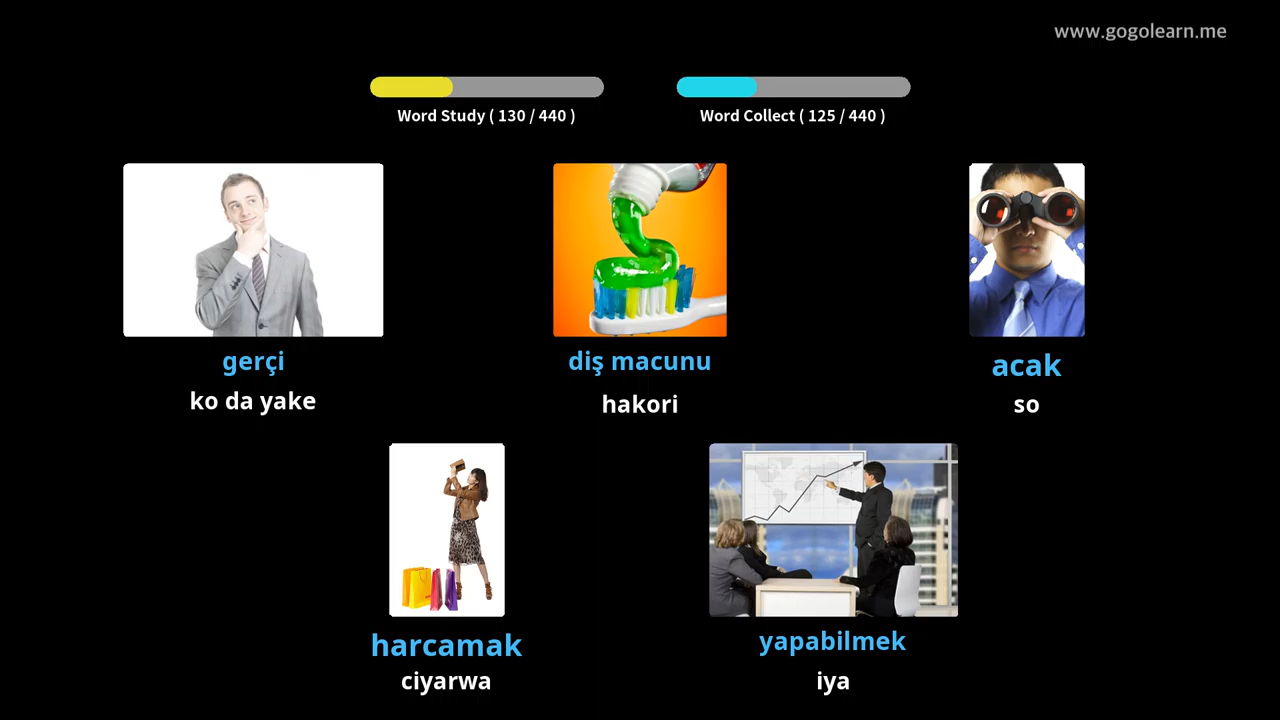 www.gogolearn.me
Word Study ( 130 / 440 )
Word Collect ( 125 / 440 )
gerçi
ko da yake
diş macunu
hakori
acak
so
harcamak
ciyarwa
yapabilmek
iya